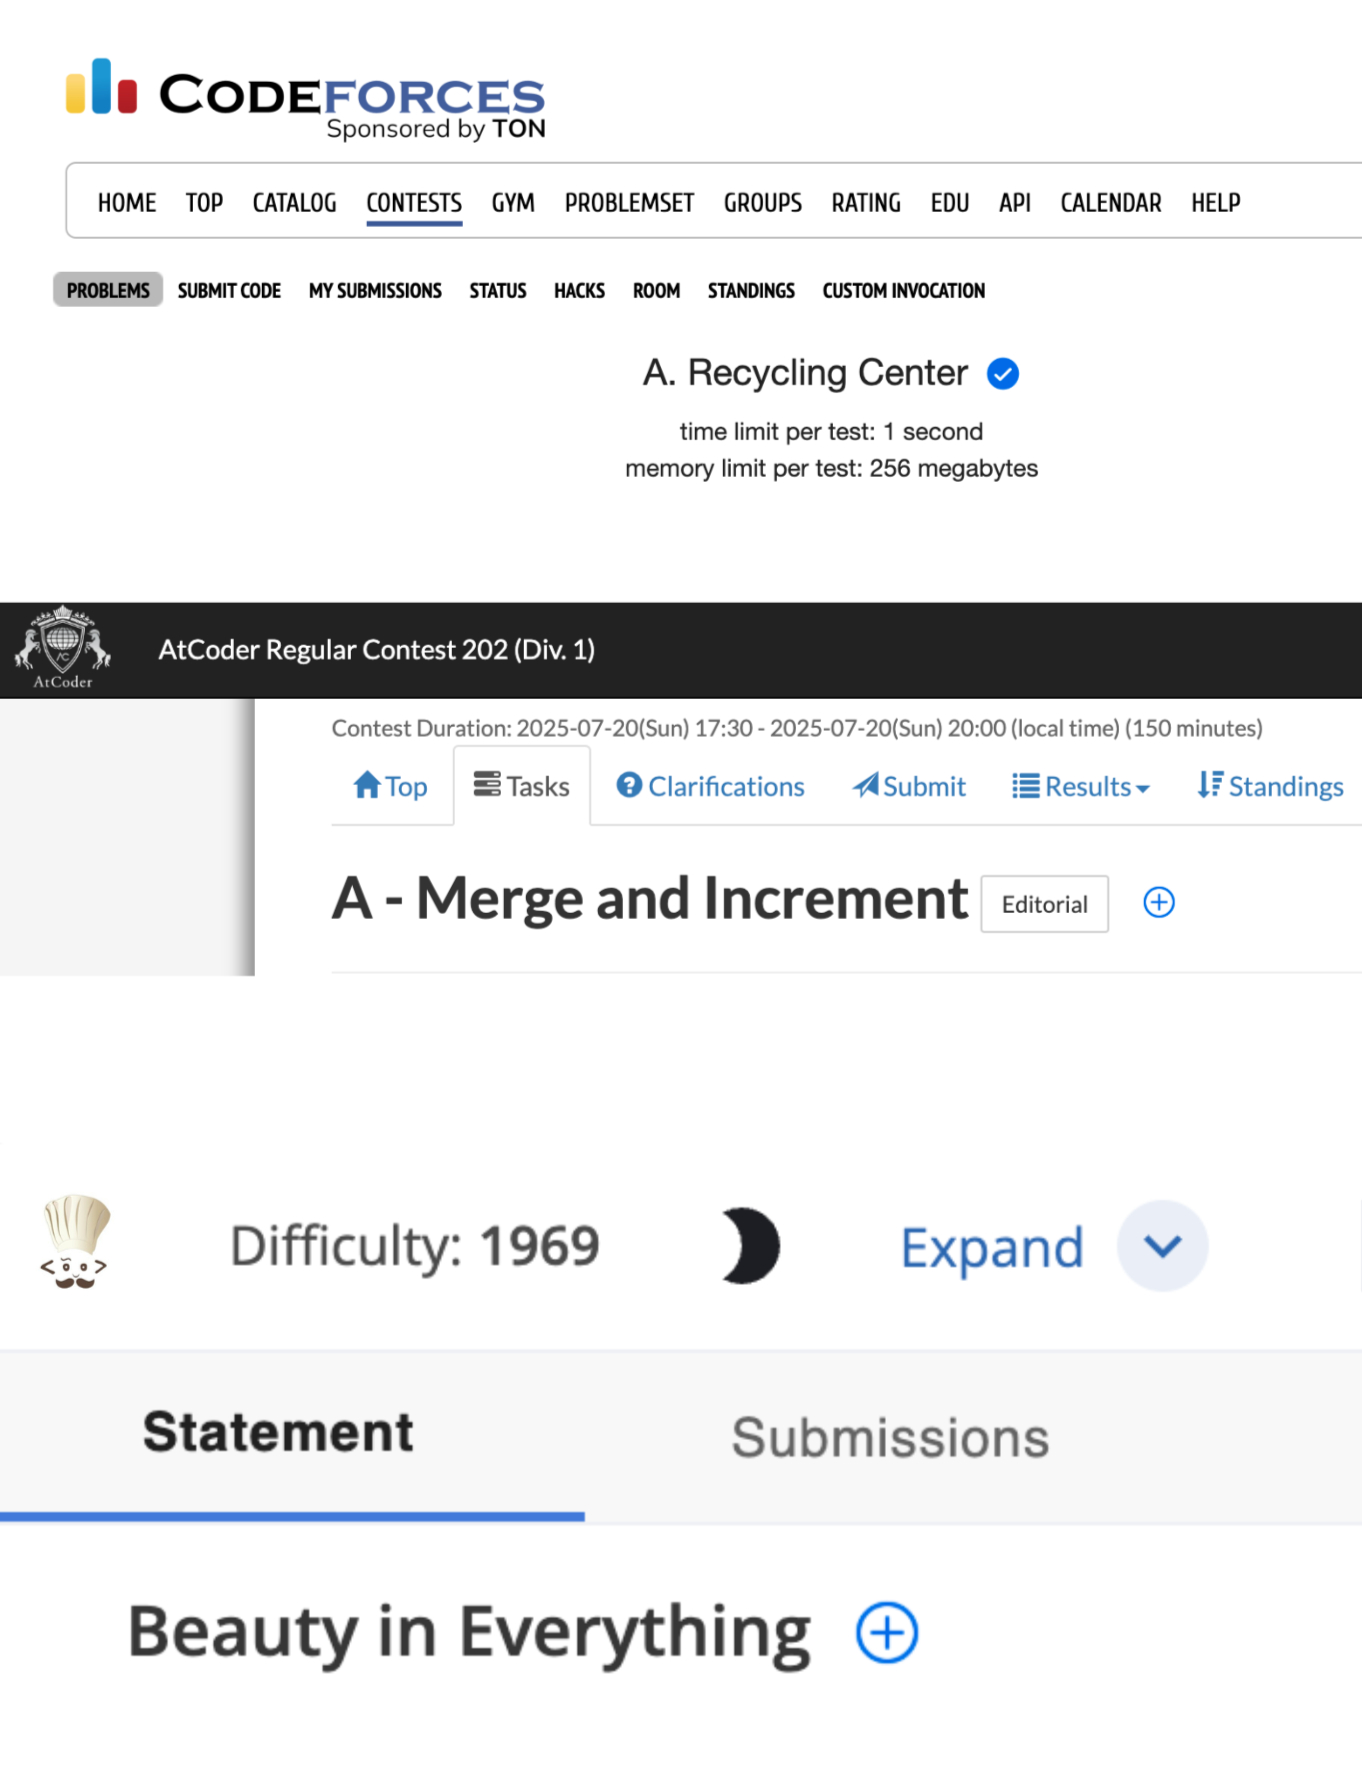 CODEFORCES
Sponsored by TON
HOME TOP CATALOG CONTESTS GYM PROBLEMSET GROUPS RATING EDU API CALENDAR HELP
PROBLEMS SUBMIT CODE MY SUBMISSIONS STATUS HACKS ROOM STANDINGS CUSTOM INVOCATION
A. Recycling Center
time limit per test: 1 second
memory limit per test: 256 megabytes
AtCoder
AtCoder Regular Contest 202 (Div. 1)
Contest Duration: 2025-07-20(Sun) 17:30 - 2025-07-20(Sun) 20:00 (local time) (150 minutes)
Top Tasks Clarifications Submit Results Standings
A - Merge and Increment Editorial
Difficulty: 1969 Expand
Statement Submissions
Beauty in Everything